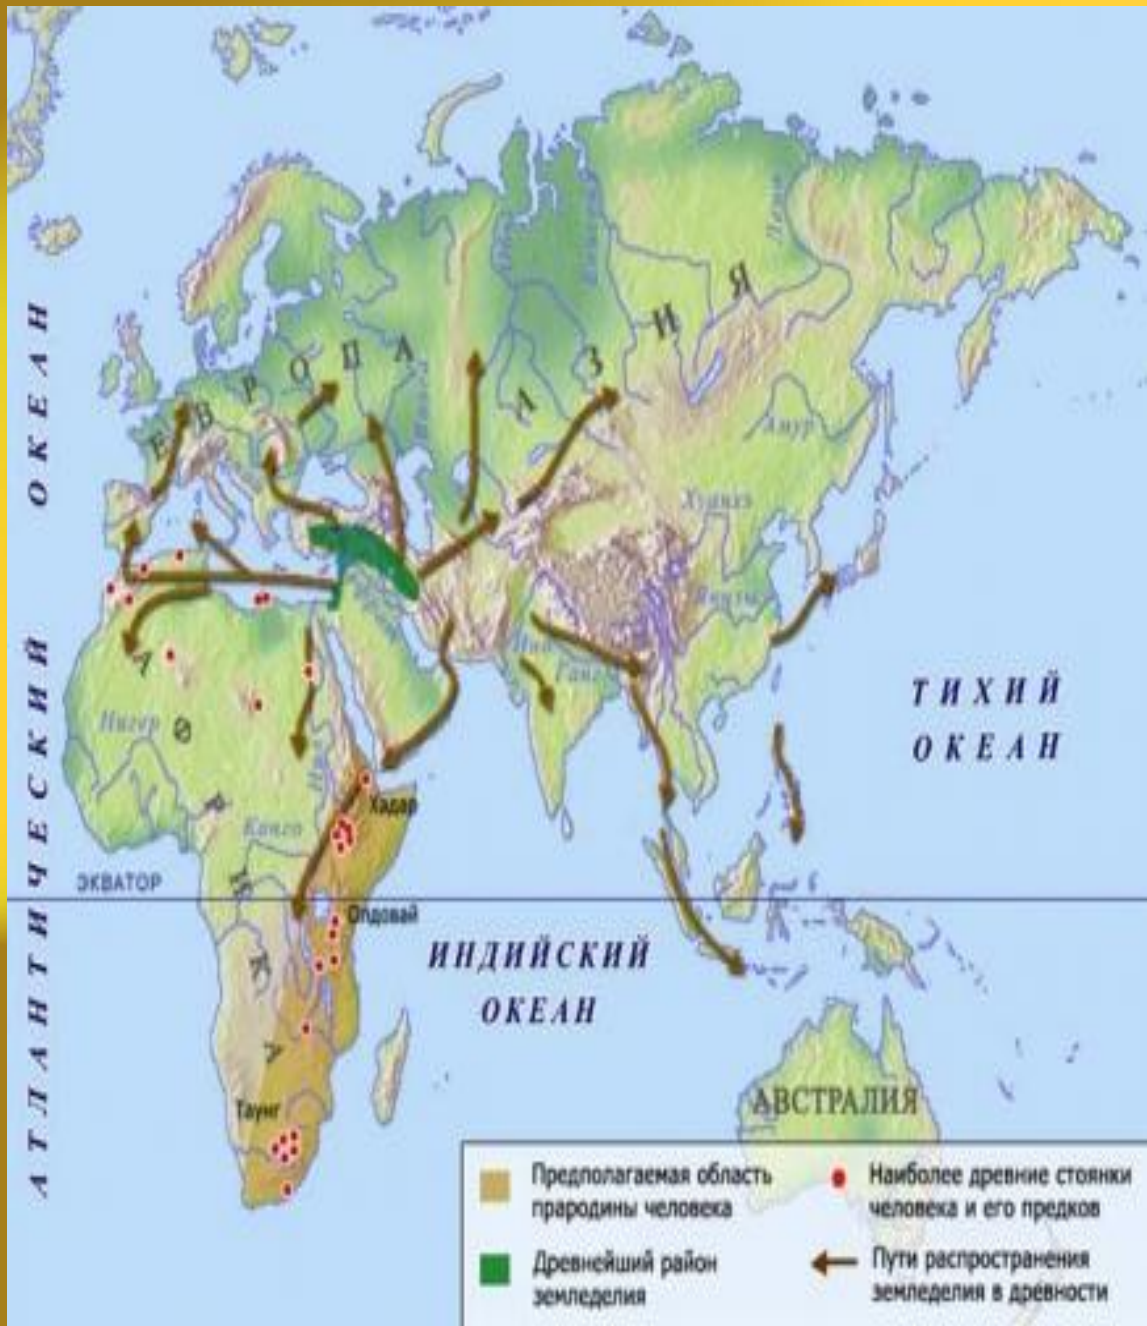 АТЛАНТИЧЕСКИЙ ОКЕАН
ЕВРОПА
АЗИЯ
Лена
Амур
Хуанхэ
Янцзы
Инд
Ганг
ТИХИЙ
ОКЕАН
АФРИКА
Нигер
Нил
Конго
Хадар
ЭКВАТОР
Олдовай
ИНДИЙСКИЙ
ОКЕАН
Таунг
АВСТРАЛИЯ
Предполагаемая область
прародины человека
Древнейший район
земледелия
Наиболее древние стоянки
человека и его предков
Пути распространения
земледелия в древности